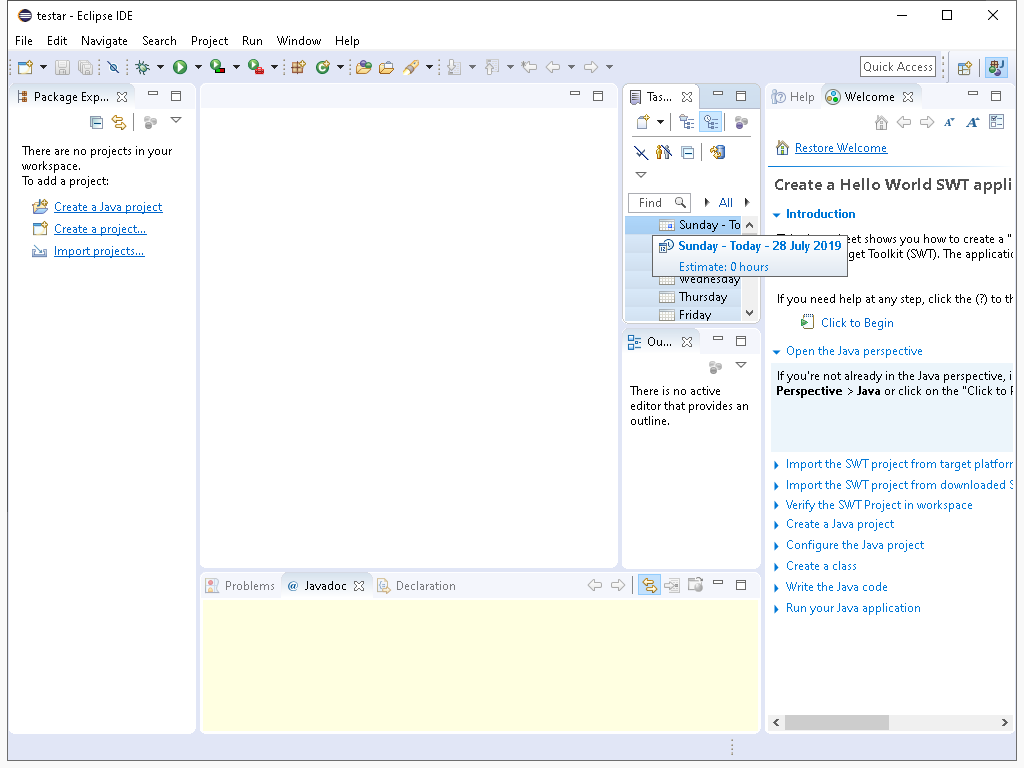 testar - Eclipse IDE
File Edit Navigate Search Project Run Window Help
Quick Access
Package Exp...
There are no projects in your
workspace.
To add a project:
Create a Java project
Create a project...
Import projects...
Tas...
Find
All
Sunday - To
Sunday - Today - 28 July 2019
Estimate: 0 hours
Wednesday
Thursday
Friday
Ou...
There is no active
editor that provides an
outline.
Problems
@ Javadoc
Declaration
Help
Welcome
Restore Welcome
Create a Hello World SWT appli
Introduction
sheet shows you how to create a "
get Toolkit (SWT). The applicatio
If you need help at any step, click the (?) to th
Click to Begin
Open the Java perspective
If you're not already in the Java perspective, i
Perspective > Java or click on the "Click to P
Import the SWT project from target platform
Import the SWT project from downloaded S
Verify the SWT Project in workspace
Create a Java project
Configure the Java project
Create a class
Write the Java code
Run your Java application